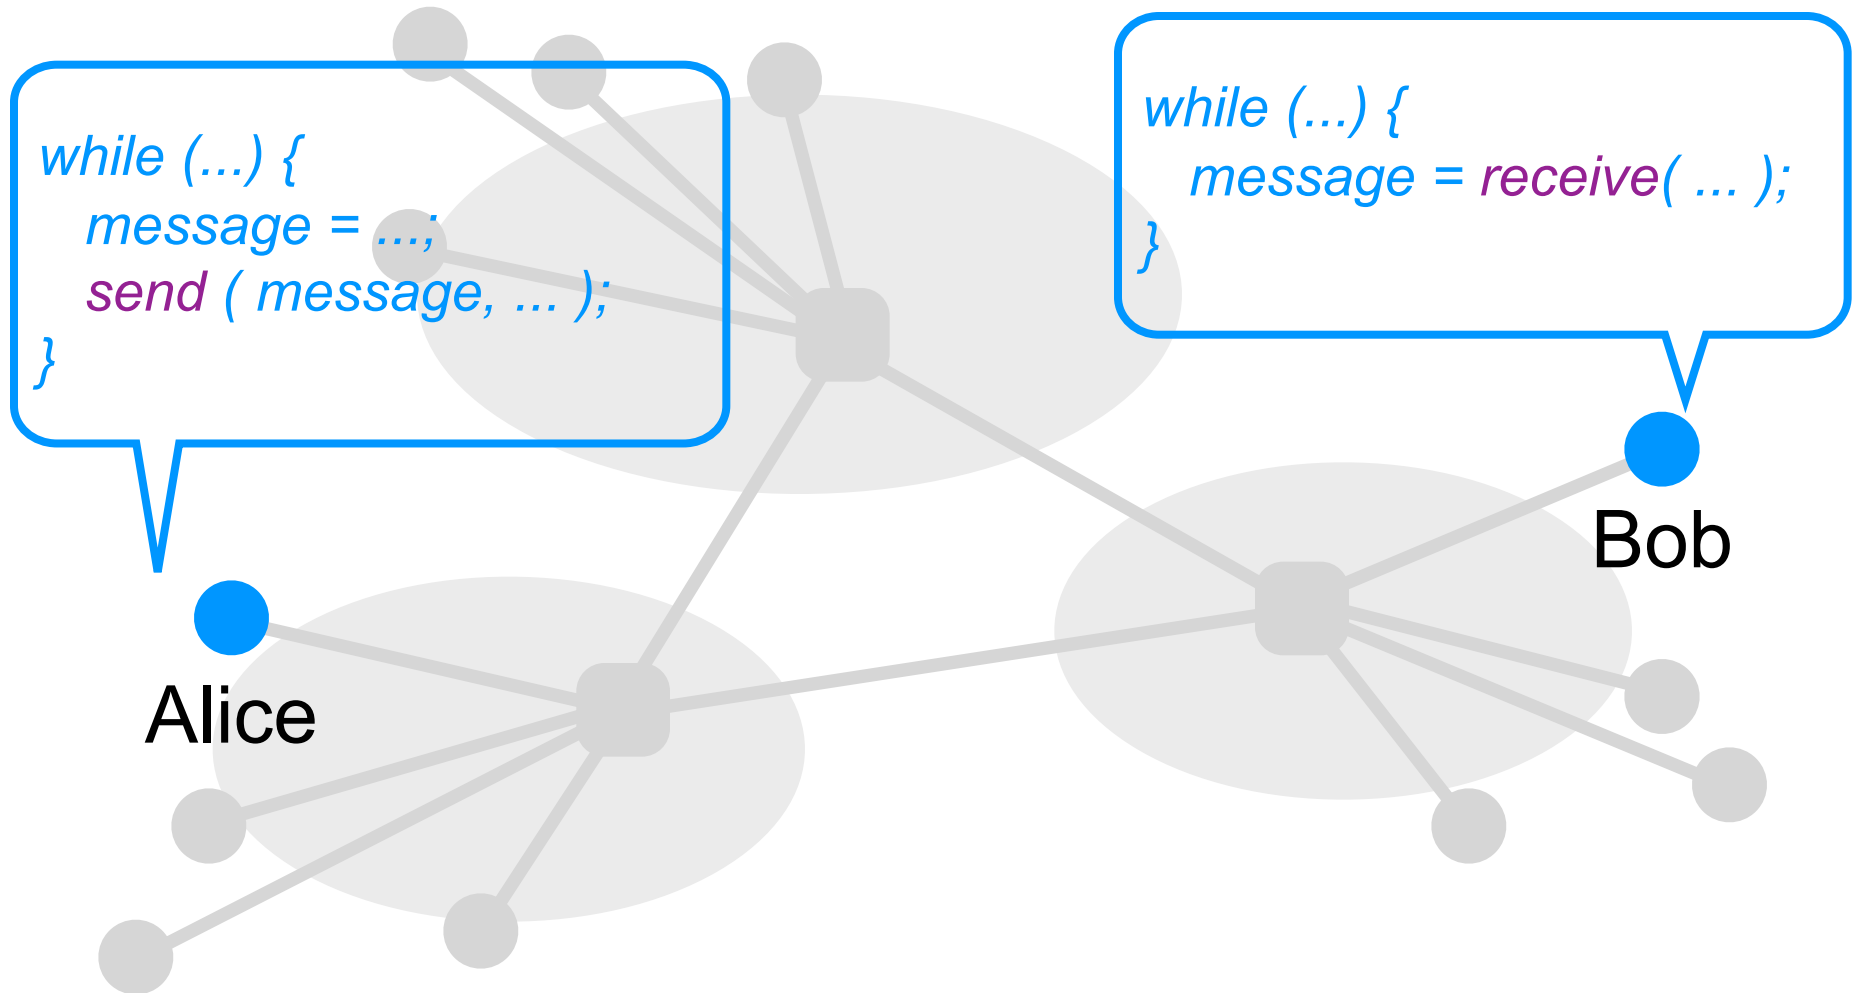 while (...) {
message = ...;
send ( message, ... );
}
while (...) {
message = receive( ... );
}
Bob
Alice